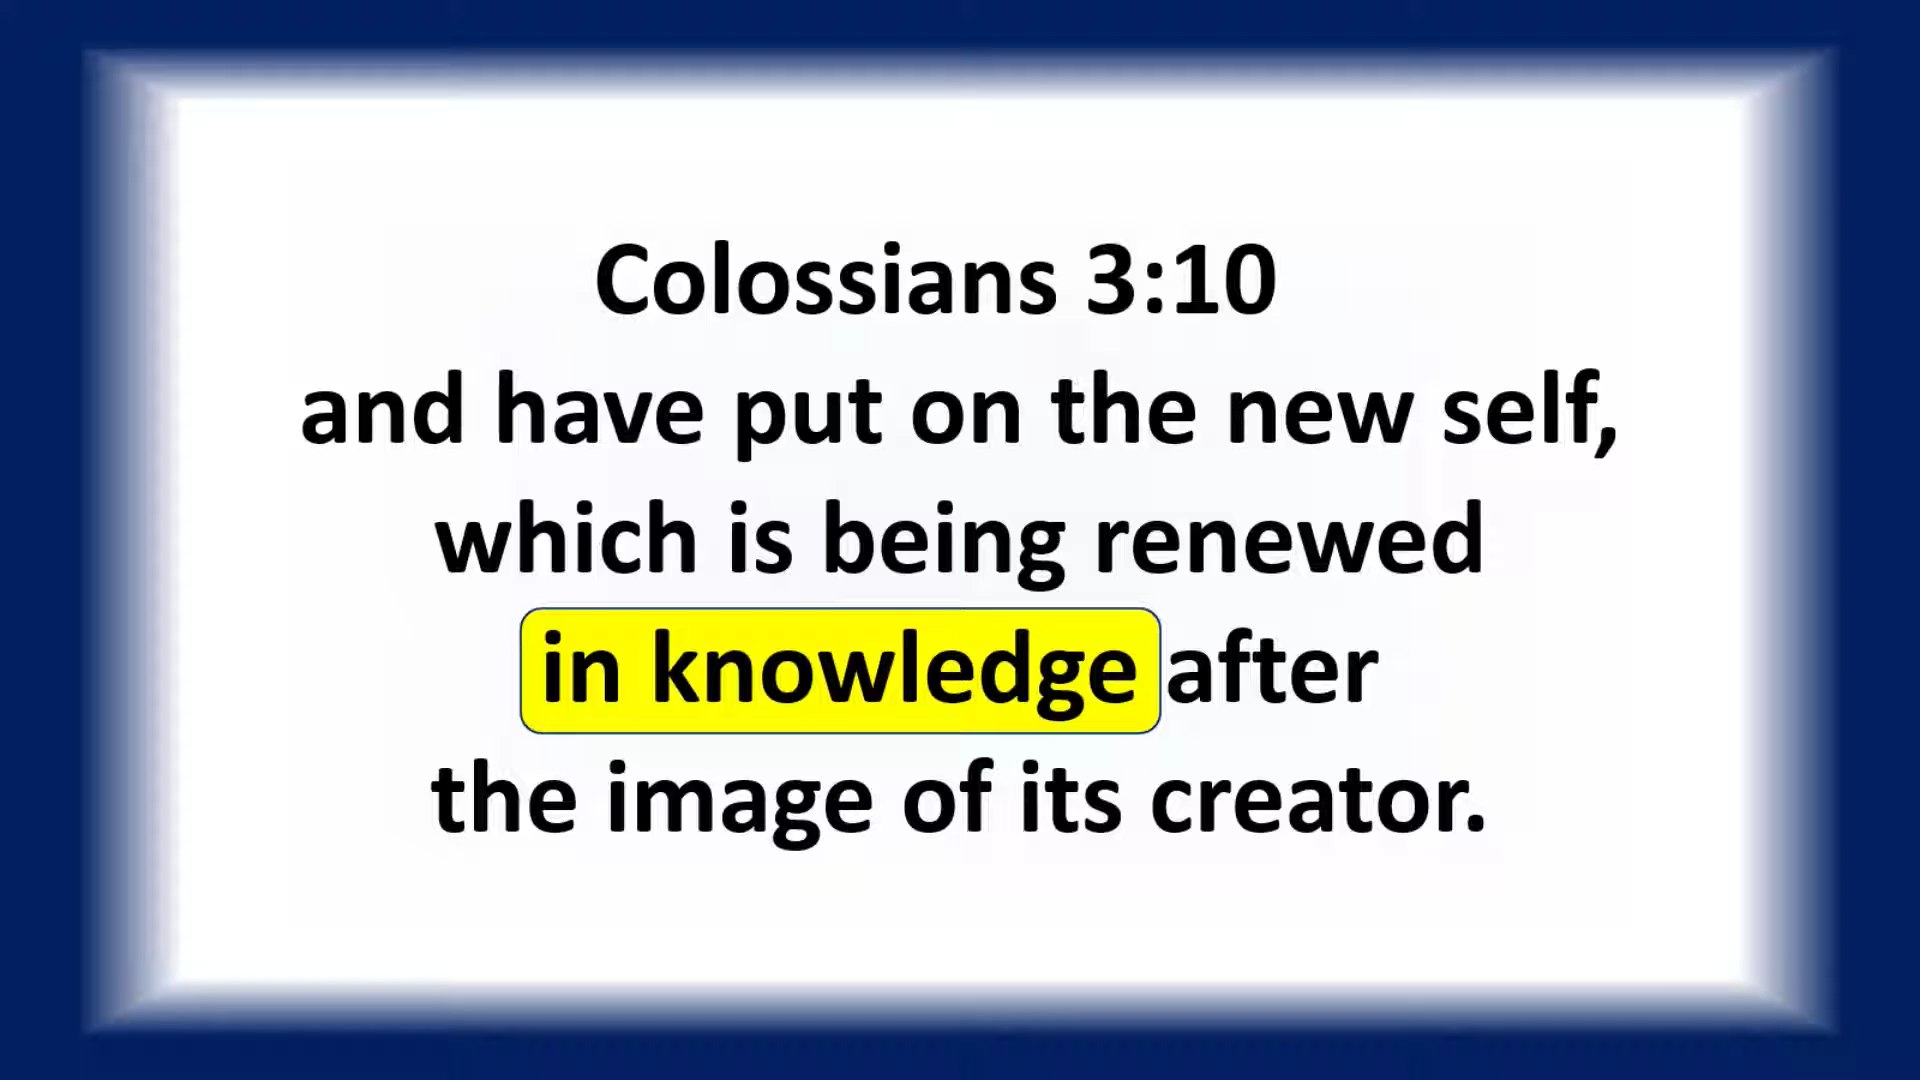 Colossians 3:10
and have put on the new self,
which is being renewed
in knowledge after
the image of its creator.